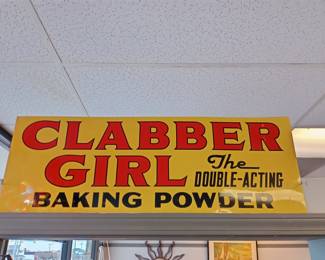 CLABBER
GIRL The
DOUBLE-ACTING
BAKING POWDER